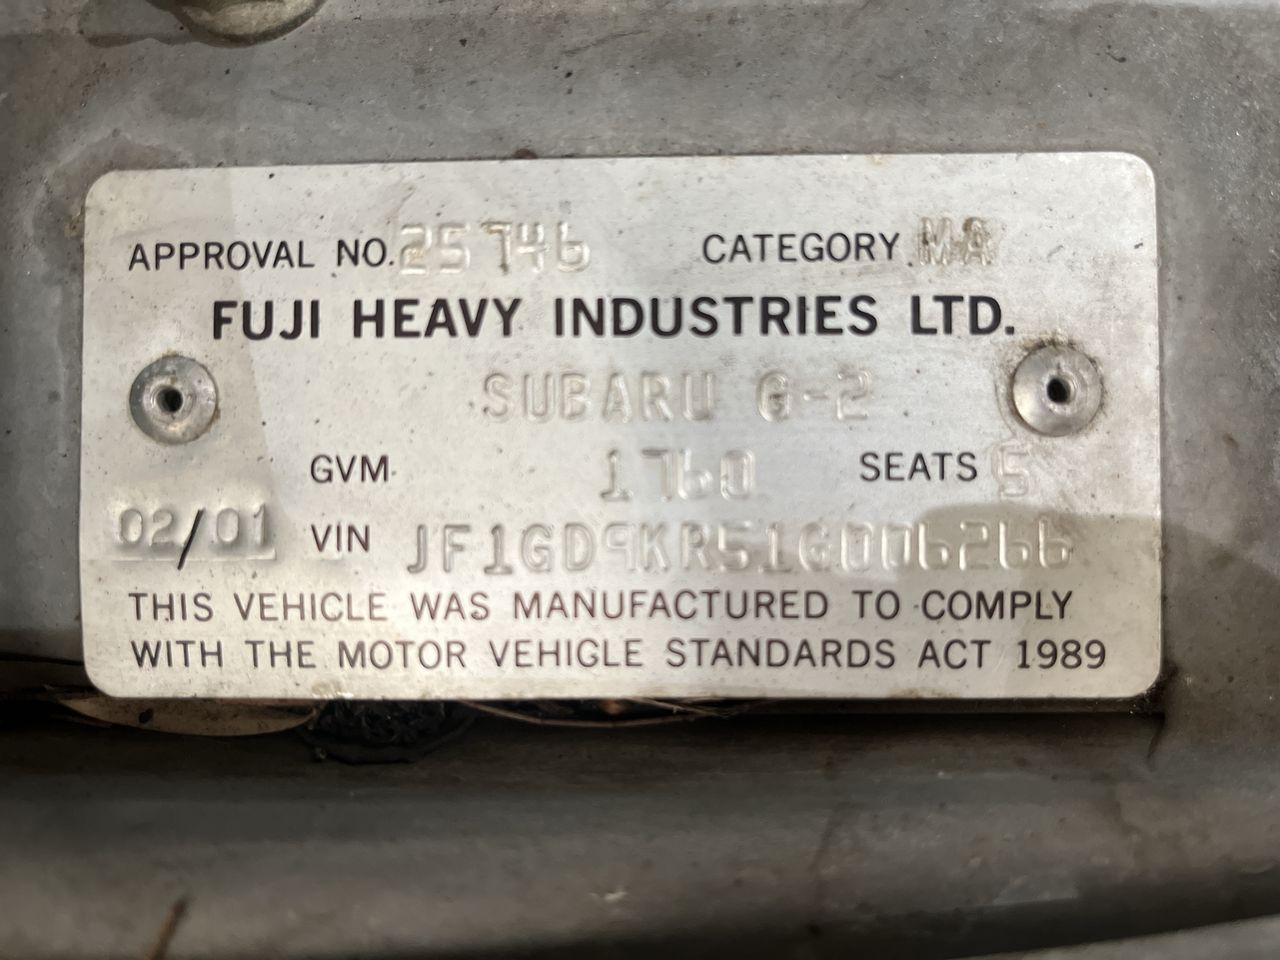 APPROVAL NO. 25746 CATEGORY MA
FUJI HEAVY INDUSTRIES LTD.
SUBARU G-2
GVM 1760 SEATS 5
02/01 VIN JF1GD9KR51G006266
THIS VEHICLE WAS MANUFACTURED TO COMPLY
WITH THE MOTOR VEHICLE STANDARDS ACT 1989